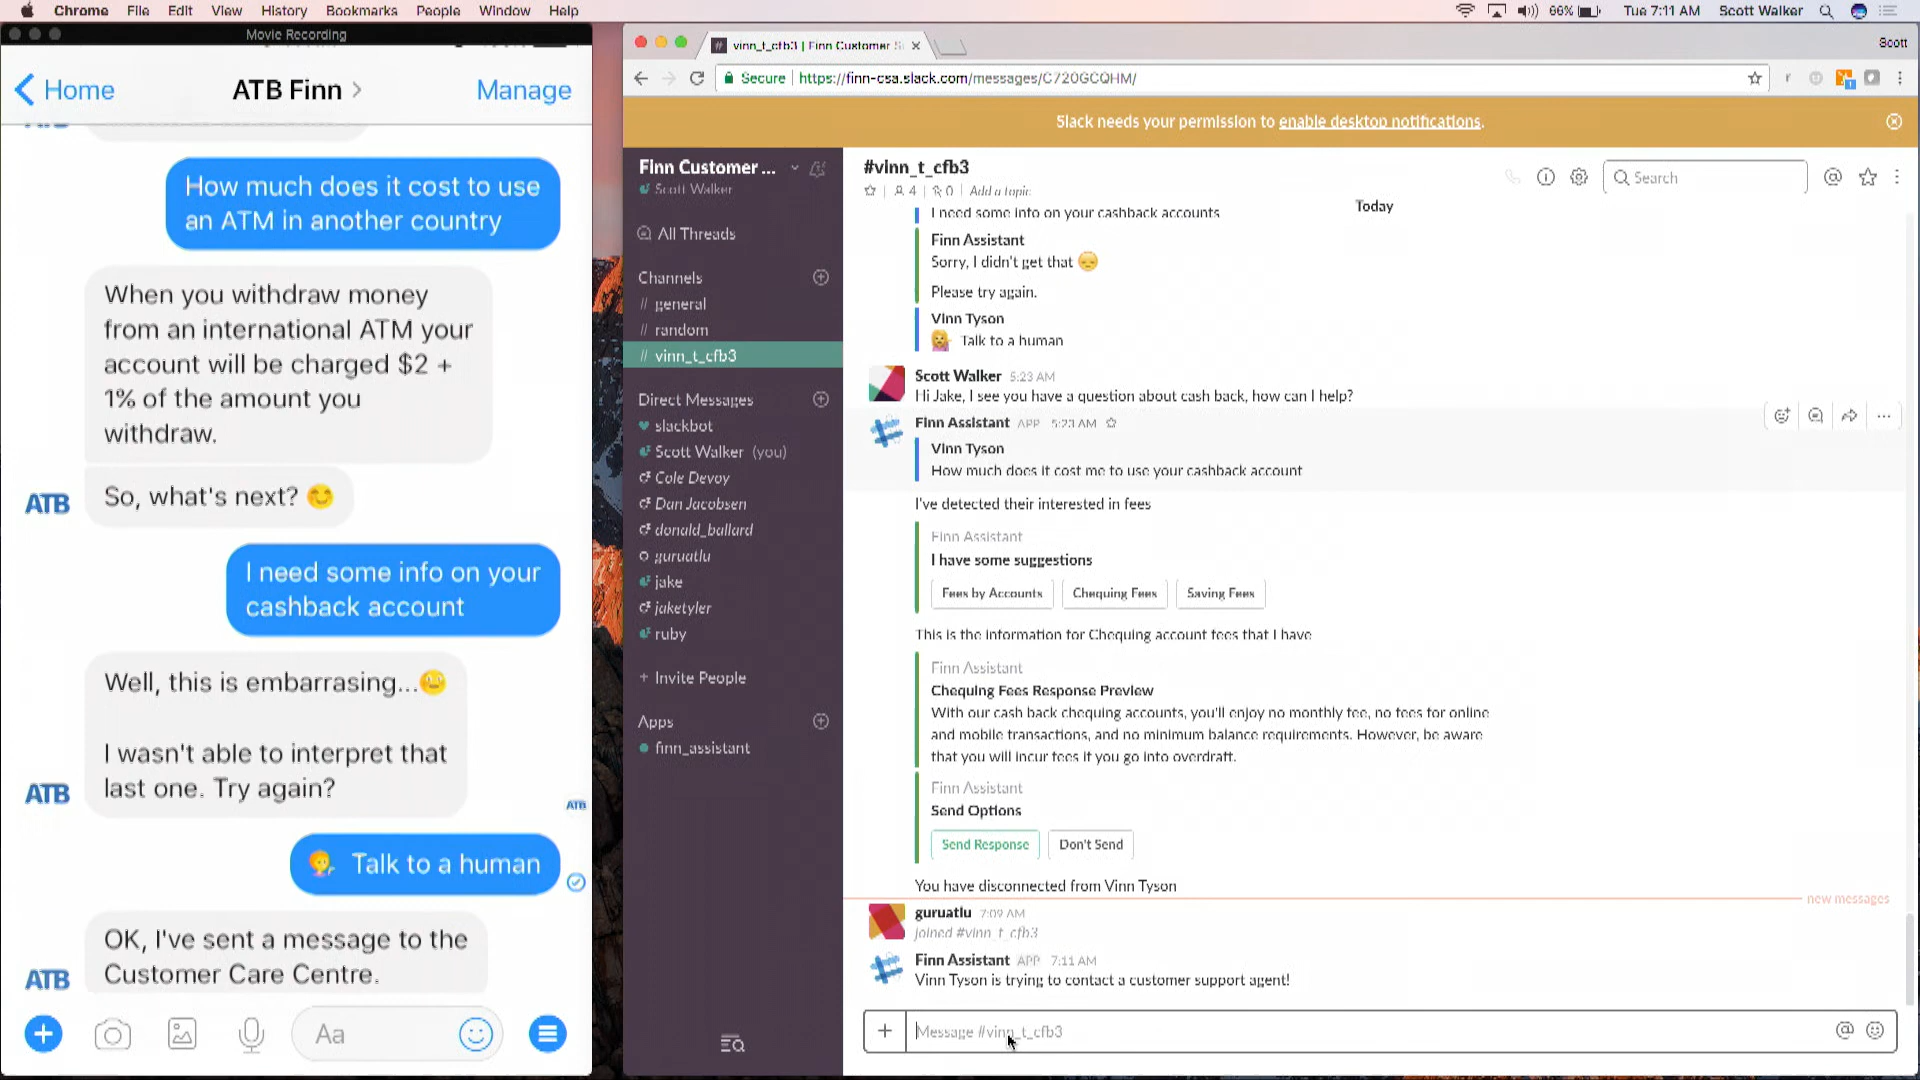 Chrome File Edit View History Bookmarks People Window Help
66% Tue 7:11 AM Scott Walker
Movie Recording
Home
ATB Finn
Manage
How much does it cost to use
an ATM in another country
When you withdraw money
from an international ATM your
account will be charged $2 +
1% of the amount you
withdraw.
ATB
So, what's next?
I need some info on your
cashback account
Well, this is embarrasing...
I wasn't able to interpret that
last one. Try again?
ATB
ATB
Talk to a human
OK, I've sent a message to the
Customer Care Centre.
ATB
Aa
vinn_t_cfb3 | Finn Customer S
Scott
Secure https://finn-csa.slack.com/messages/C720GCQHM/
Slack needs your permission to enable desktop notifications.
Finn Customer ...
Scott Walker
All Threads
Channels
// general
// random
// vinn_t_cfb3
Direct Messages
slackbot
Scott Walker (you)
Cole Devoy
Dan Jacobsen
donald_ballard
guruatlu
jake
jaketyler
ruby
+ Invite People
Apps
finn_assistant
#vinn_t_cfb3
4 0 Add a topic
Search
Today
I need some info on your cashback accounts
Finn Assistant
Sorry, I didn't get that
Please try again.
Vinn Tyson
Talk to a human
Scott Walker 5:23 AM
Hi Jake, I see you have a question about cash back, how can I help?
Finn Assistant APP 5:23 AM
Vinn Tyson
How much does it cost me to use your cashback account
I've detected their interested in fees
Finn Assistant
I have some suggestions
Fees by Accounts Chequing Fees Saving Fees
This is the information for Chequing account fees that I have
Finn Assistant
Chequing Fees Response Preview
With our cash back chequing accounts, you'll enjoy no monthly fee, no fees for online
and mobile transactions, and no minimum balance requirements. However, be aware
that you will incur fees if you go into overdraft.
Finn Assistant
Send Options
Send Response Don't Send
You have disconnected from Vinn Tyson
new messages
guruatlu 7:09 AM
joined #vinn_t_cfb3
Finn Assistant APP 7:11 AM
Vinn Tyson is trying to contact a customer support agent!
Message #vinn_t_cfb3